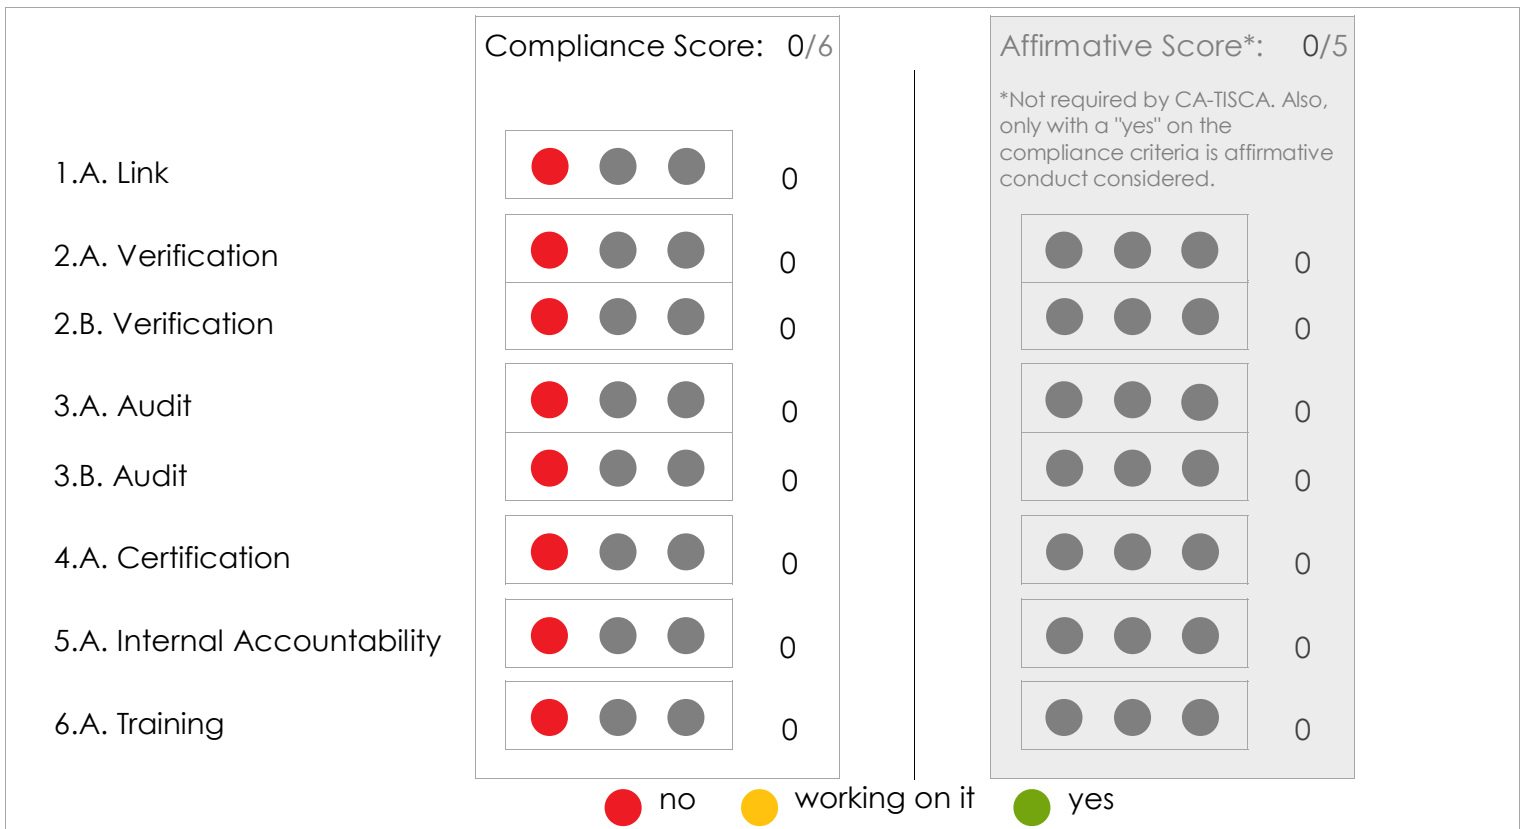 Compliance Score: 0/6
Affirmative Score*: 0/5
*Not required by CA-TISCA. Also,
only with a "yes" on the
compliance criteria is affirmative
conduct considered.
1.A. Link 0
2.A. Verification 0 0
2.B. Verification 0 0
3.A. Audit 0 0
3.B. Audit 0 0
4.A. Certification 0 0
5.A. Internal Accountability 0 0
6.A. Training 0 0
no working on it yes